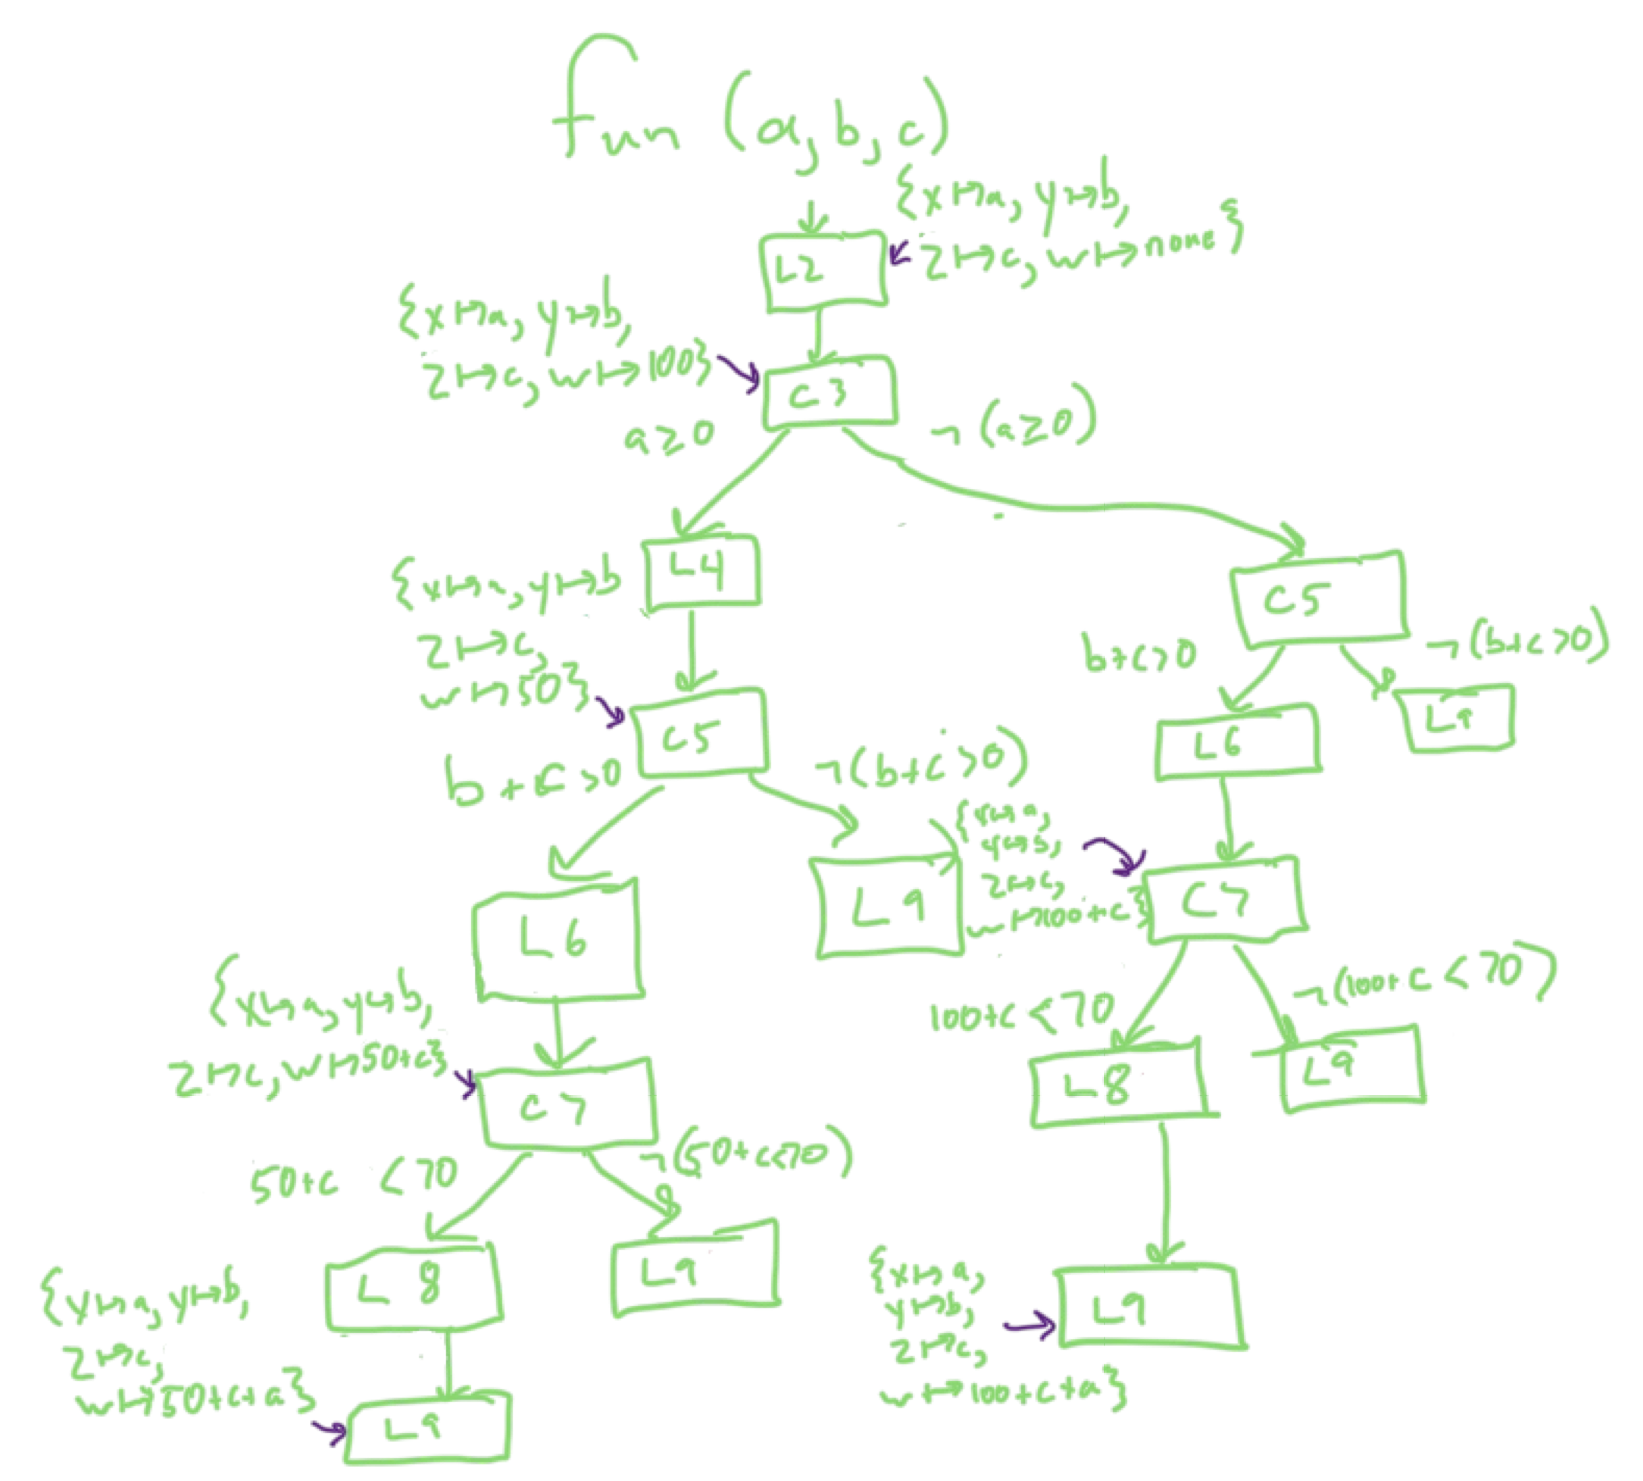 fun (a, b, c)
{x↦a, y↦b,
z↦c, w↦none}
L2
{x↦a, y↦b,
z↦c, w↦100}
C3
a≥0
¬(a≥0)
L4
{x↦a, y↦b
z↦c,
w↦50}
C5
b+c>0
¬(b+c>0)
C5
b+c>0
¬(b+c>0)
L6
L9
L6
L9
{x↦a,
y↦b,
z↦c,
w↦100+c}
C7
{x↦a, y↦b,
z↦c, w↦50+c}
C7
100+c<70
¬(100+c<70)
L8
L9
50+c <70
¬(50+c<70)
L8
L9
{x↦a, y↦b,
z↦c,
w↦50+c+a}
L9
{x↦a,
y↦b,
z↦c,
w↦100+c+a}
L9